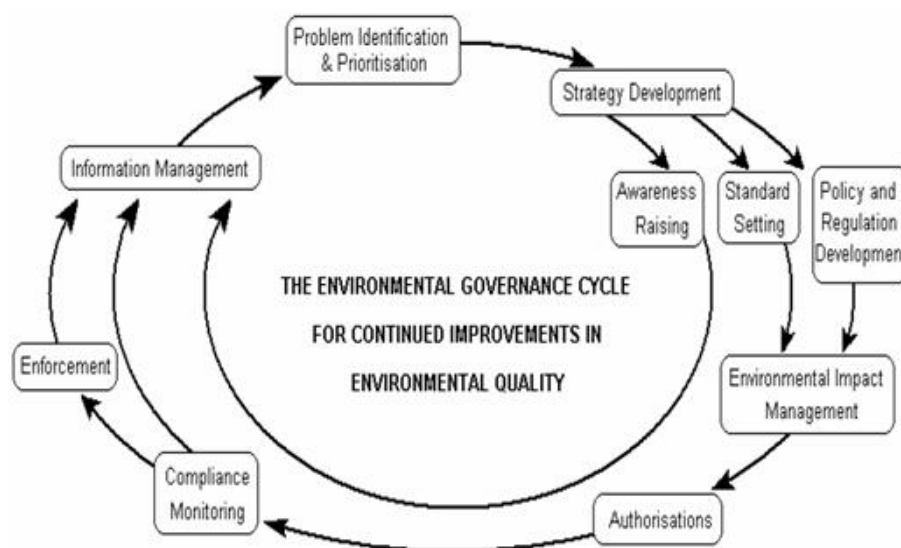 Problem Identification
& Prioritisation
Strategy Development
Information Management
Awareness
Raising
Standard
Setting
Policy and
Regulation
Development
THE ENVIRONMENTAL GOVERNANCE CYCLE
FOR CONTINUED IMPROVEMENTS IN
ENVIRONMENTAL QUALITY
Enforcement
Environmental Impact
Management
Compliance
Monitoring
Authorisations